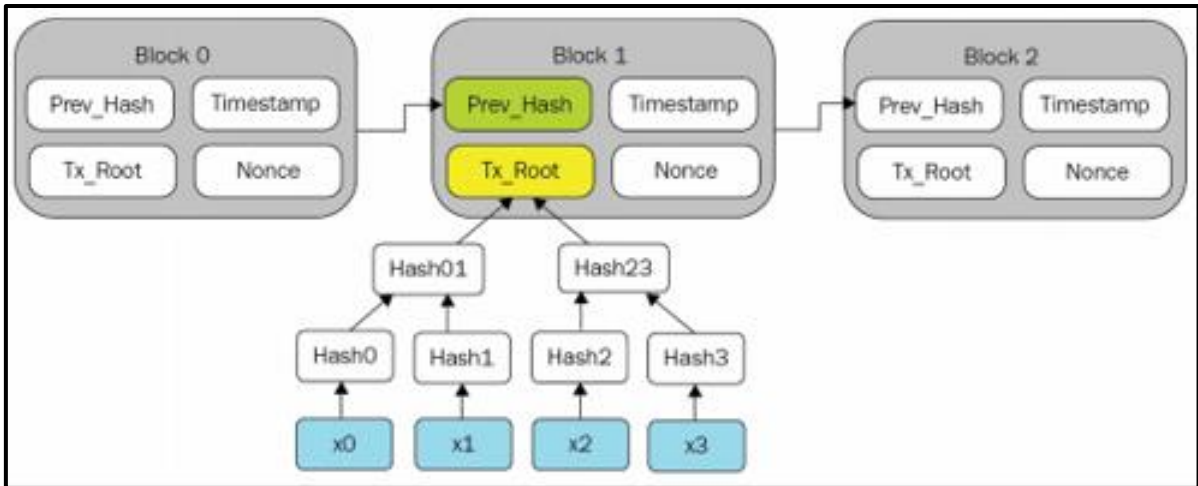 Block 0
Prev_Hash Timestamp
Tx_Root Nonce
Block 1
Prev_Hash Timestamp
Tx_Root Nonce
Block 2
Prev_Hash Timestamp
Tx_Root Nonce
Hash01 Hash23
Hash0 Hash1 Hash2 Hash3
x0 x1 x2 x3